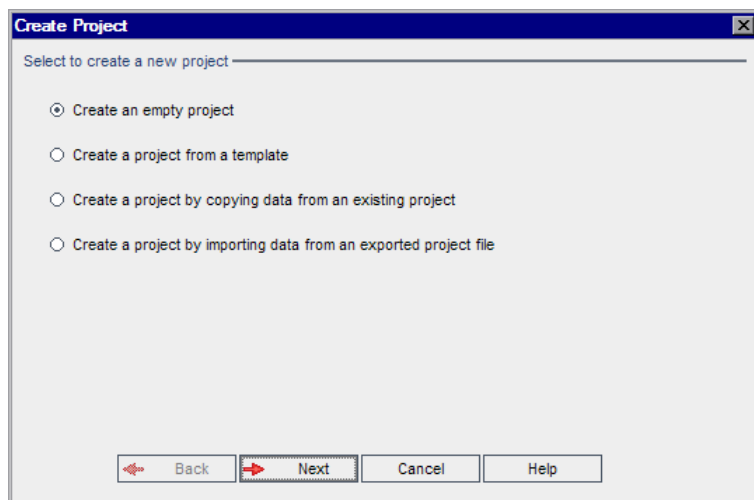 Create Project
Select to create a new project
Create an empty project
Create a project from a template
Create a project by copying data from an existing project
Create a project by importing data from an exported project file
Back Next Cancel Help